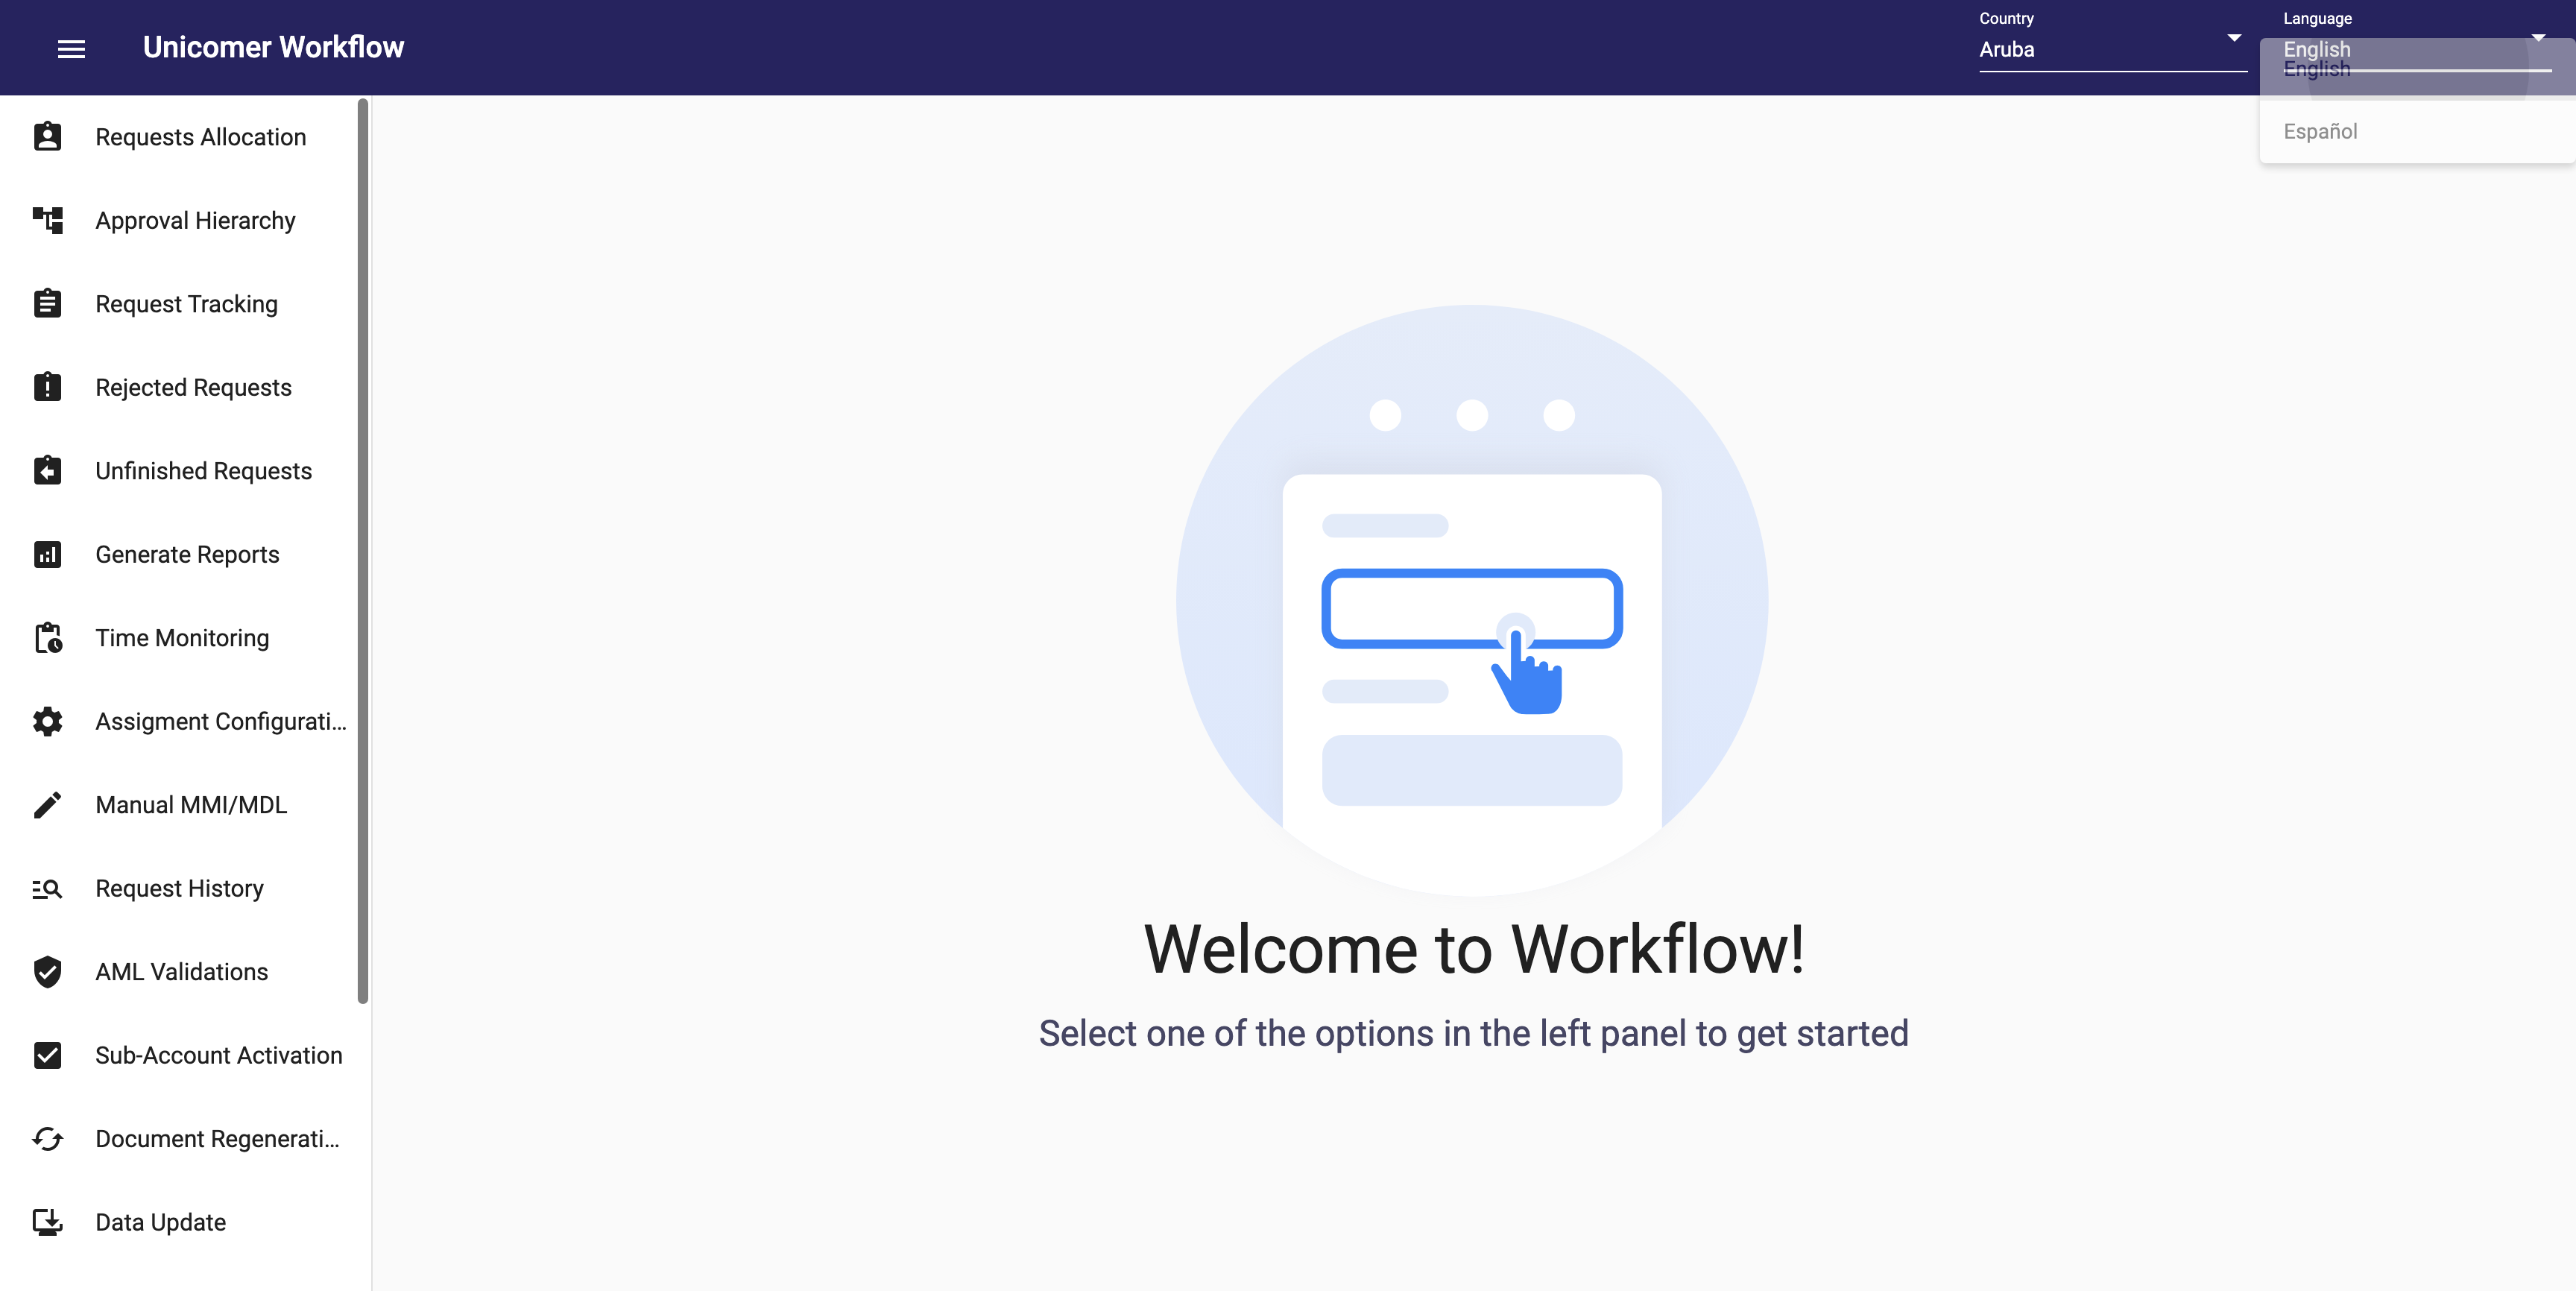 Unicomer Workflow
Country
Aruba
Language
English
English
Español
Requests Allocation
Approval Hierarchy
Request Tracking
Rejected Requests
Unfinished Requests
Generate Reports
Time Monitoring
Assigment Configurati...
Manual MMI/MDL
Request History
AML Validations
Sub-Account Activation
Document Regenerati...
Data Update
Welcome to Workflow!
Select one of the options in the left panel to get started